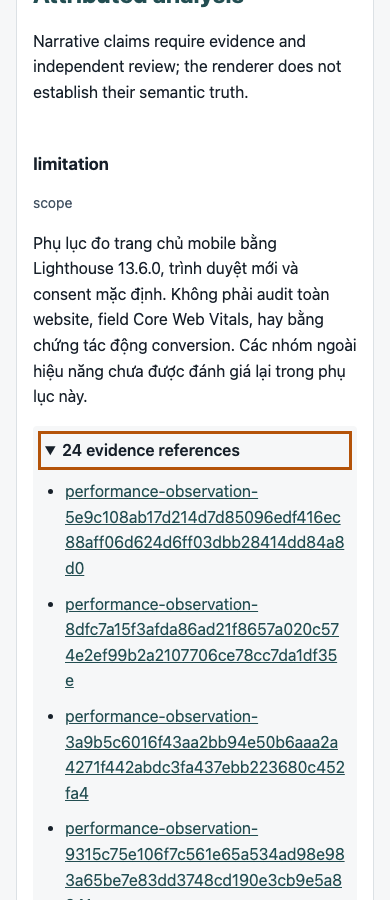 Attributed analysis
Narrative claims require evidence and
independent review; the renderer does not
establish their semantic truth.
limitation
scope
Phụ lục đo trang chủ mobile bằng
Lighthouse 13.6.0, trình duyệt mới và
consent mặc định. Không phải audit toàn
website, field Core Web Vitals, hay bằng
chứng tác động conversion. Các nhóm ngoài
hiệu năng chưa được đánh giá lại trong phụ
lục này.
▼ 24 evidence references
• performance-observation-
5e9c108ab17d214d7d85096edf416ec
88aff06d624d6ff03dbb28414dd84a8
d0
• performance-observation-
8dfc7a15f3afda86ad21f8657a020c57
4e2ef99b2a2107706ce78cc7da1df35
e
• performance-observation-
3a9b5c6016f43aa2bb94e50b6aaa2a
4271f442abdc3fa437ebb223680c452
fa4
• performance-observation-
9315c75e106f7c561e65a534ad98e983
3a65be7e83dd3748cd190e3cb9e5a8